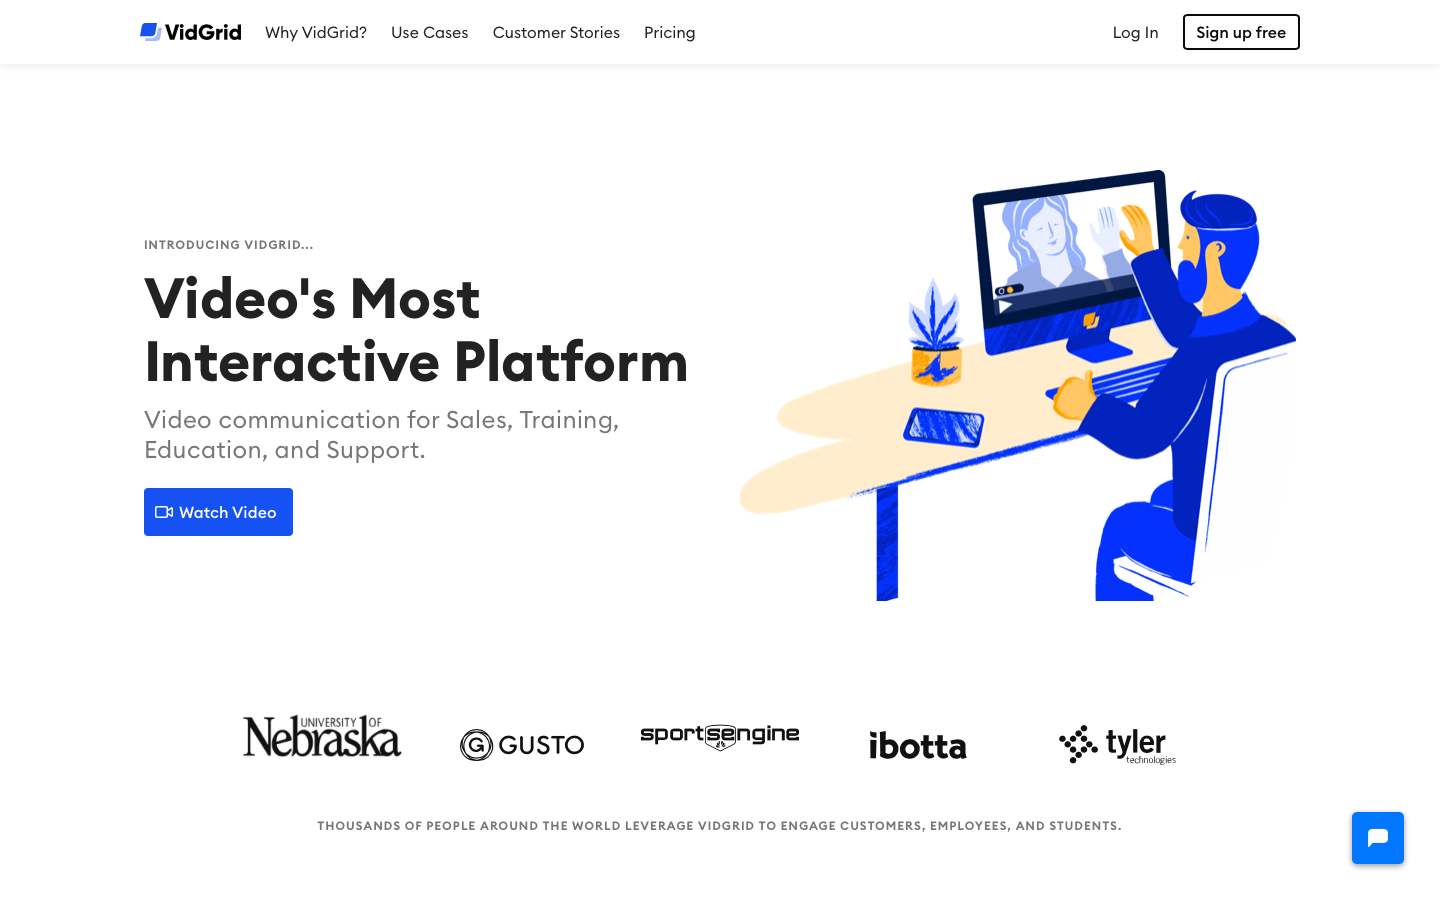 VidGrid
Why VidGrid?
Use Cases
Customer Stories
Pricing
Log In
Sign up free
INTRODUCING VIDGRID...
Video's Most
Interactive Platform
Video communication for Sales, Training,
Education, and Support.
Watch Video
UNIVERSITY OF
Nebraska
G GUSTO
sportsengine
ibotta
tyler
technologies
THOUSANDS OF PEOPLE AROUND THE WORLD LEVERAGE VIDGRID TO ENGAGE CUSTOMERS, EMPLOYEES, AND STUDENTS.